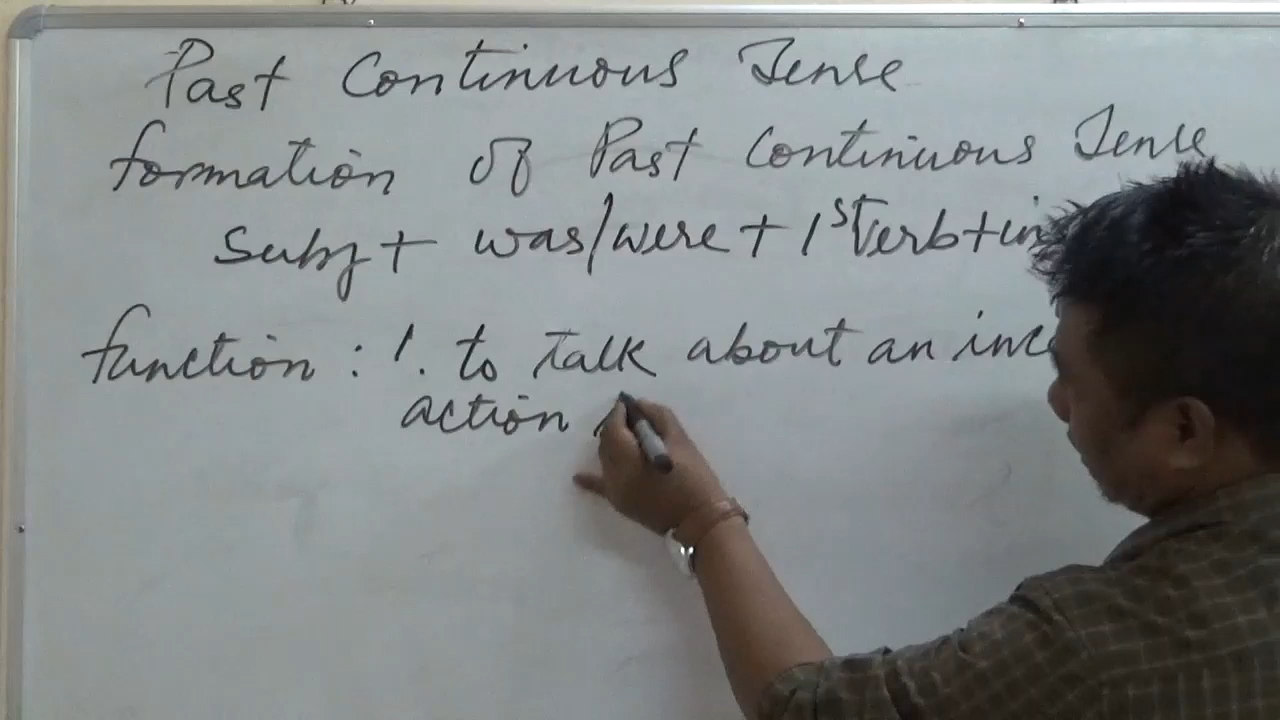 Past Continuous Tense
formation of Past Continuous Tense
Subj + was/were + 1st Verb + in
function : 1. to talk about an inc
action